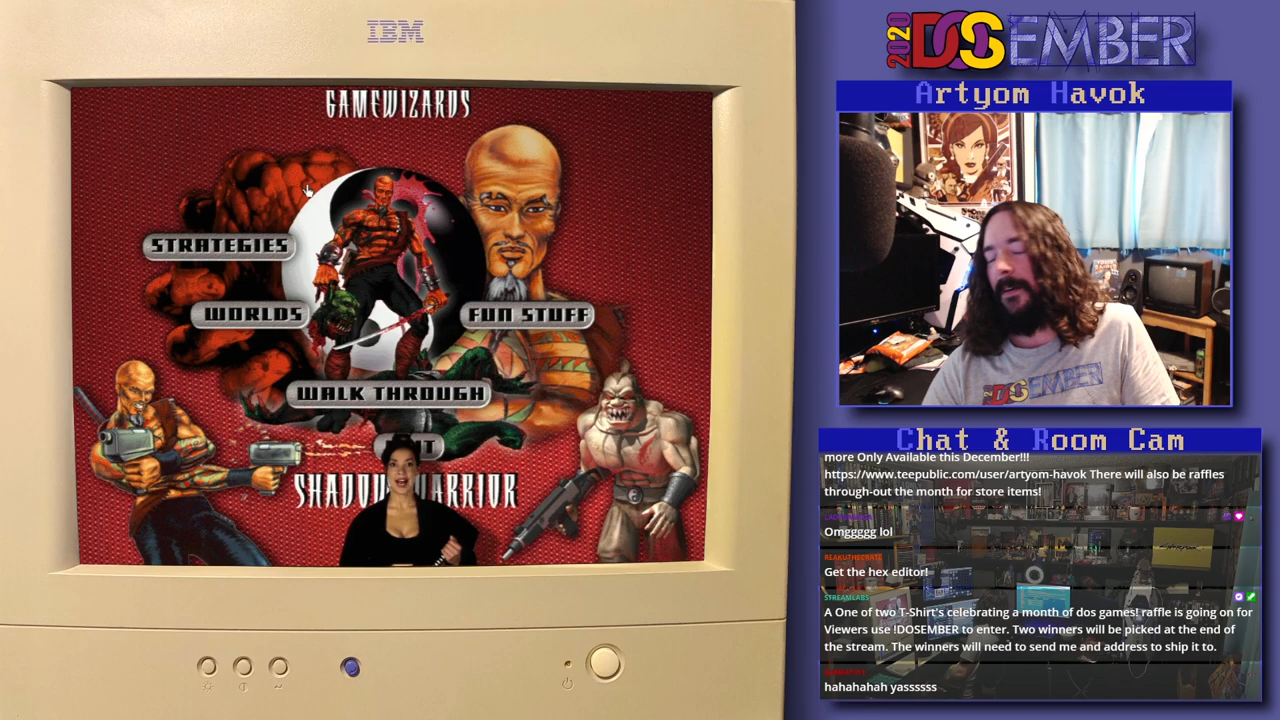 IBM
GAMEWIZARDS
STRATEGIES
WORLDS
FUN STUFF
WALK THROUGH
2020 DOSEMBER
Artyom Havok
DOSEMBER
Chat & Room Cam
more Only Available this December!!!
https://www.teepublic.com/user/artyom-havok There will also be raffles
through-out the month for store items!
Omggggg lol
Get the hex editor!
STREAMLABS
A One of two T-Shirt's celebrating a month of dos games! raffle is going on for
Viewers use !DOSEMBER to enter. Two winners will be picked at the end of
the stream. The winners will need to send me and address to ship it to.
hahahahah yassssss